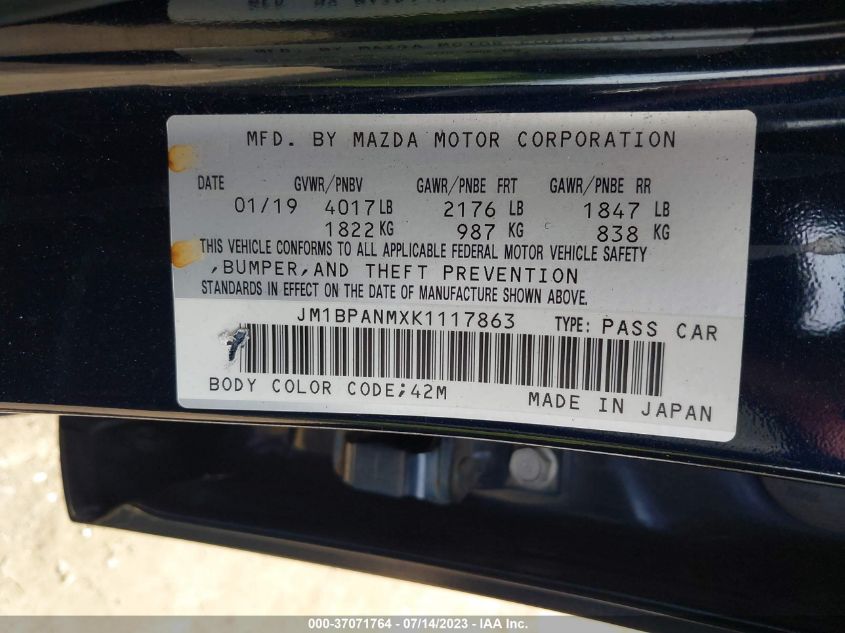 MAZDA MOTOR CORPORATION
MFD. BY MAZDA MOTOR CORPORATION
DATE GVWR/PNBV GAWR/PNBE FRT GAWR/PNBE RR
01/19 4017 LB 2176 LB 1847 LB
1822 KG 987 KG 838 KG
THIS VEHICLE CONFORMS TO ALL APPLICABLE FEDERAL MOTOR VEHICLE SAFETY
,BUMPER,AND THEFT PREVENTION
STANDARDS IN EFFECT ON THE DATE OF MANUFACTURE SHOWN ABOVE.
JM1BPANMXK1117863 TYPE: PASS CAR
BODY COLOR CODE;42M MADE IN JAPAN
000-37071764 - 07/14/2023 - IAA Inc.